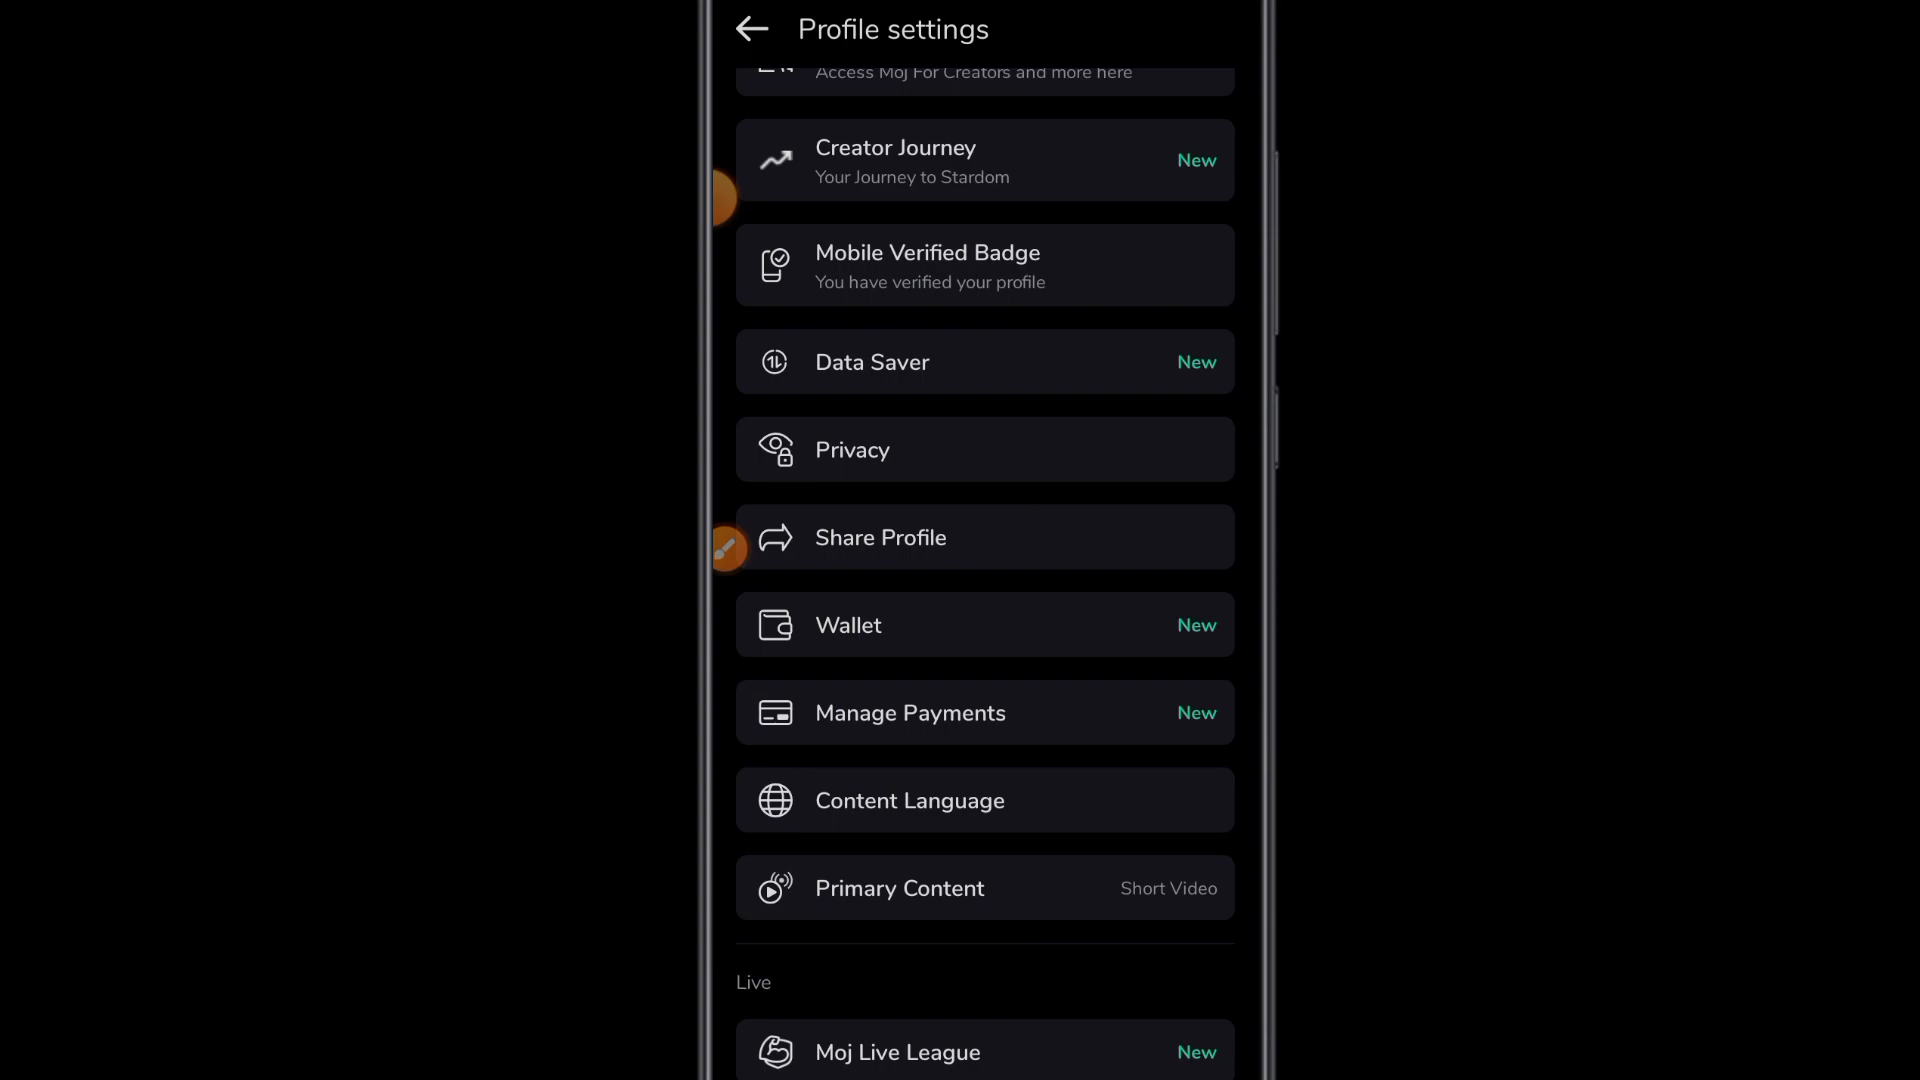 Profile settings
Access Moj For Creators and more here
Creator Journey
New
Your Journey to Stardom
Mobile Verified Badge
You have verified your profile
Data Saver
New
Privacy
Share Profile
Wallet
New
Manage Payments
New
Content Language
Primary Content
Short Video
Live
Moj Live League
New